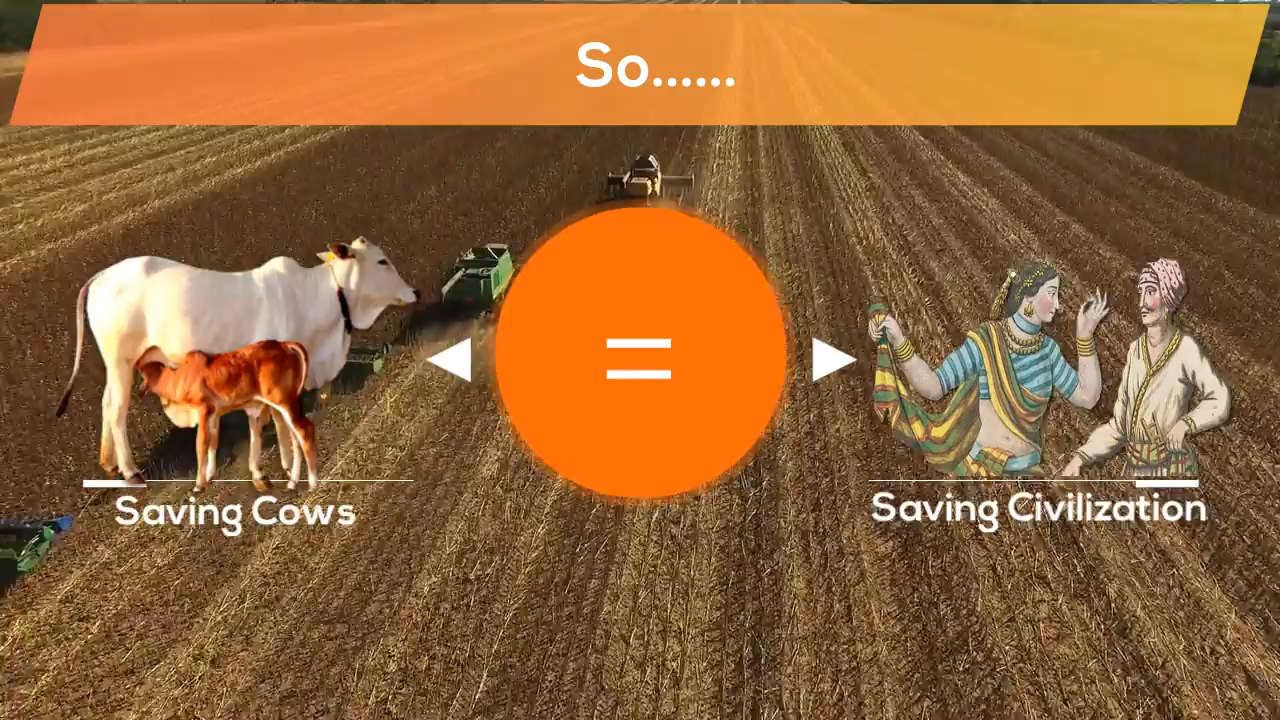 So......
=
Saving Cows
Saving Civilization